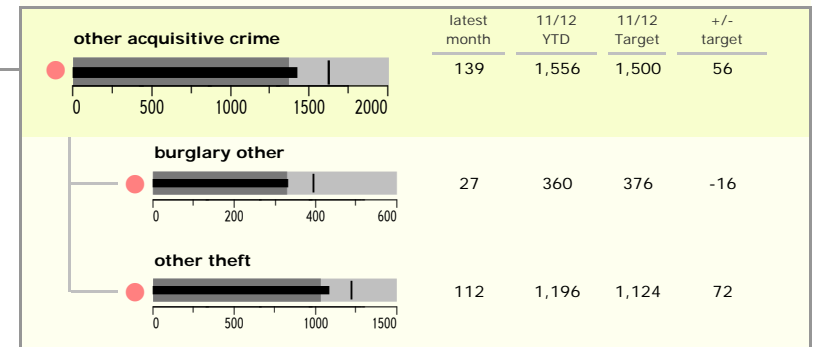 latest 11/12 11/12 +/-
month YTD Target target
other acquisitive crime
139 1,556 1,500 56
0 500 1000 1500 2000
burglary other
27 360 376 -16
0 200 400 600
other theft
112 1,196 1,124 72
0 500 1000 1500